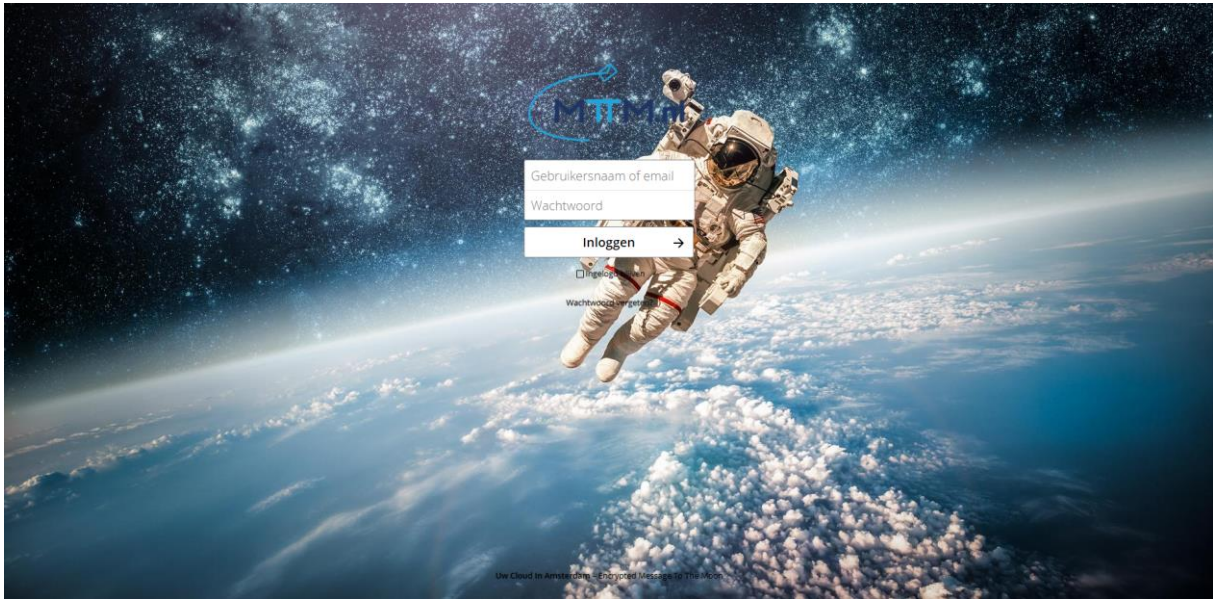 MTTM.nl
Gebruikersnaam of email
Wachtwoord
Inloggen →
Ingelogd blijven
Wachtwoord vergeten?
Uw Cloud in Amsterdam – Encrypted Message To The Moon